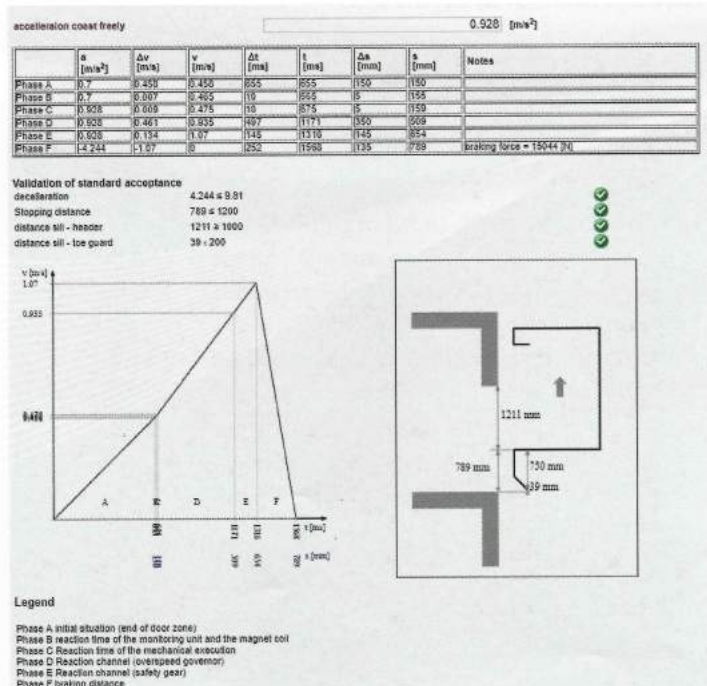 accelleraion coast freely 0.928 [m/s²]
a [m/s²] Δv [m/s] v [m/s] Δt [ms] t [ms] Δs [mm] s [mm] Notes
Phase A 0.7 0.458 0.458 655 655 150 150
Phase B 0.7 0.007 0.465 10 665 5 155
Phase C 0.928 0.009 0.475 10 675 5 159
Phase D 0.928 0.461 0.935 497 1171 350 509
Phase E 0.928 0.134 1.07 145 1316 145 654
Phase F -4.244 -1.07 0 252 1568 135 789 braking force = 15044 [N]
Validation of standard acceptance
decelleration 4.244 ≤ 9.81
Stopping distance 789 ≤ 1200
distance sill - header 1211 ≥ 1000
distance sill - toe guard 39 < 200
v [m/s]
1.07
0.935
A D E F
1171 1316 1568 t [ms]
509 654 789 s [mm]
1211 mm
789 mm 750 mm
39 mm
Legend
Phase A initial situation (end of door zone)
Phase B reaction time of the monitoring unit and the magnet coil
Phase C Reaction time of the mechanical execution
Phase D Reaction channel (overspeed governor)
Phase E Reaction channel (safety gear)
Phase F braking distance